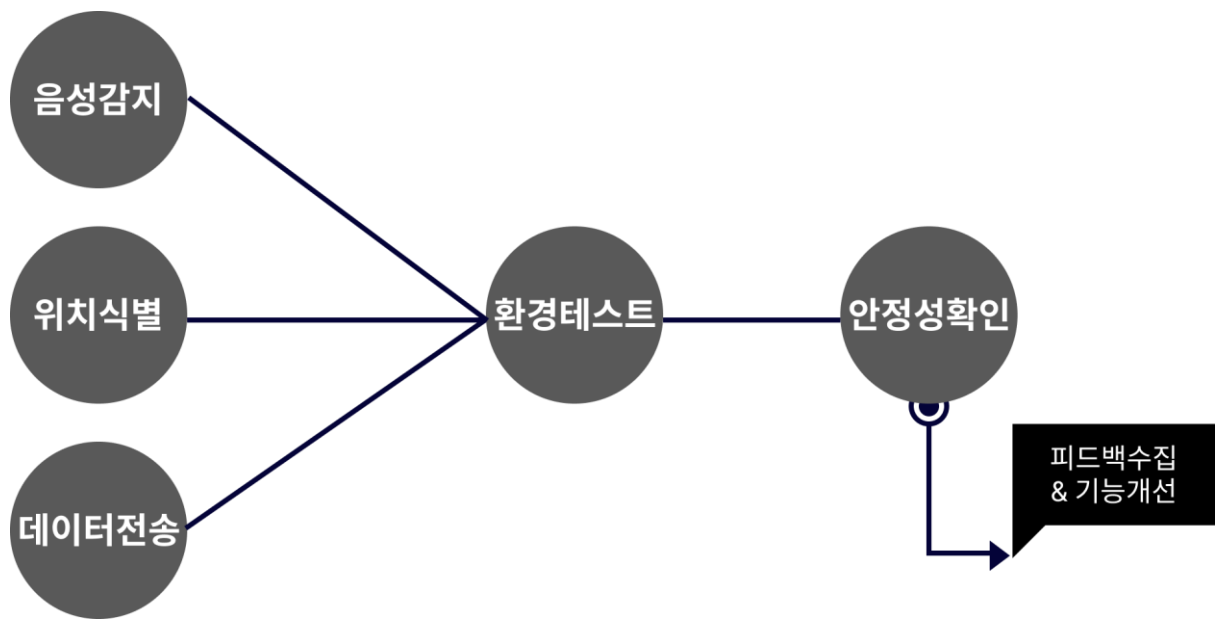 음성감지
위치식별
데이터전송
환경테스트
안정성확인
피드백수집
& 기능개선